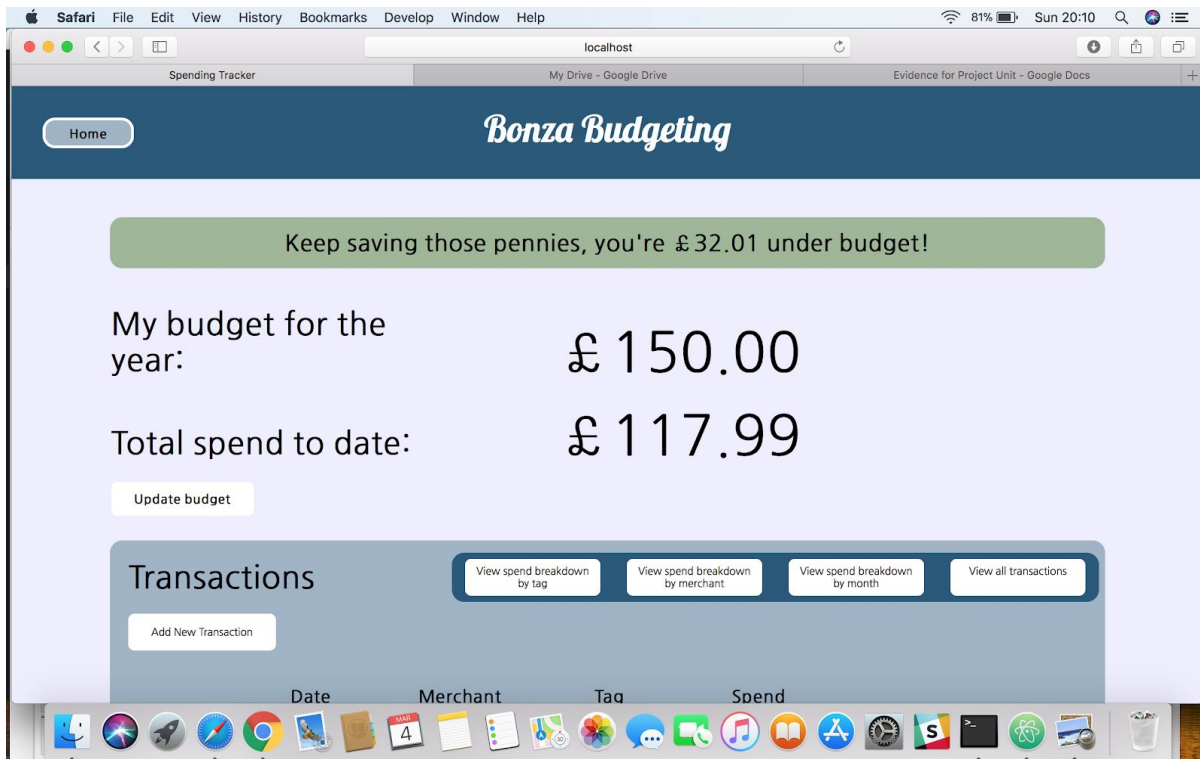 Safari File Edit View History Bookmarks Develop Window Help 81% Sun 20:10
localhost
Spending Tracker My Drive - Google Drive Evidence for Project Unit - Google Docs
Home Bonza Budgeting
Keep saving those pennies, you're £32.01 under budget!
My budget for the
year:
£150.00
Total spend to date: £117.99
Update budget
Transactions
View spend breakdown
by tag
View spend breakdown
by merchant
View spend breakdown
by month
View all transactions
Add New Transaction
Date Merchant Tag Spend
MAR
4
S